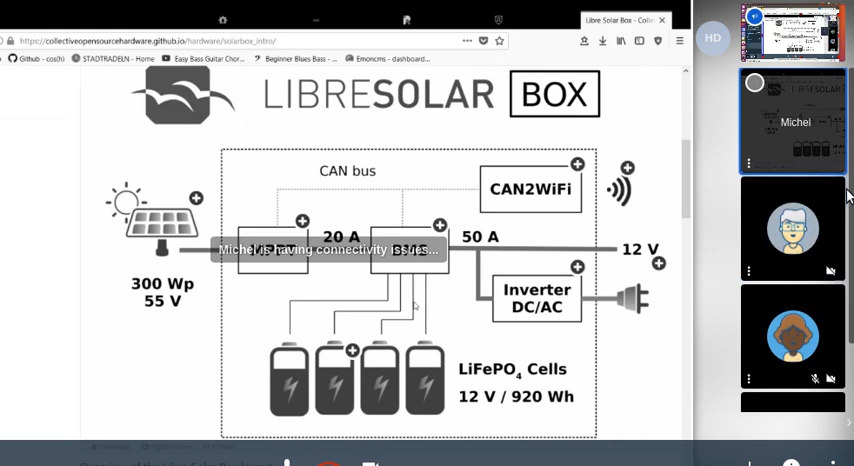 Libre Solar Box - Collec
https://collectiveopensourcehardware.github.io/hardware/solarbox_intro/
Github - cos(h)
STADTRADELN - Home
Easy Bass Guitar Chor...
Beginner Blues Bass - ...
Emoncms - dashboard...
HD
LIBRESOLAR BOX
Michel
CAN bus
CAN2WiFi
20 A
50 A
Michel is having connectivity issues...
12 V
300 Wp
55 V
Inverter
DC/AC
LiFePO4 Cells
12 V / 920 Wh